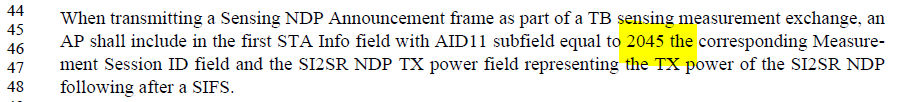 44 When transmitting a Sensing NDP Announcement frame as part of a TB sensing measurement exchange, an
45
46 AP shall include in the first STA Info field with AID11 subfield equal to 2045 the corresponding Measure-
47 ment Session ID field and the SI2SR NDP TX power field representing the TX power of the SI2SR NDP
48 following after a SIFS.